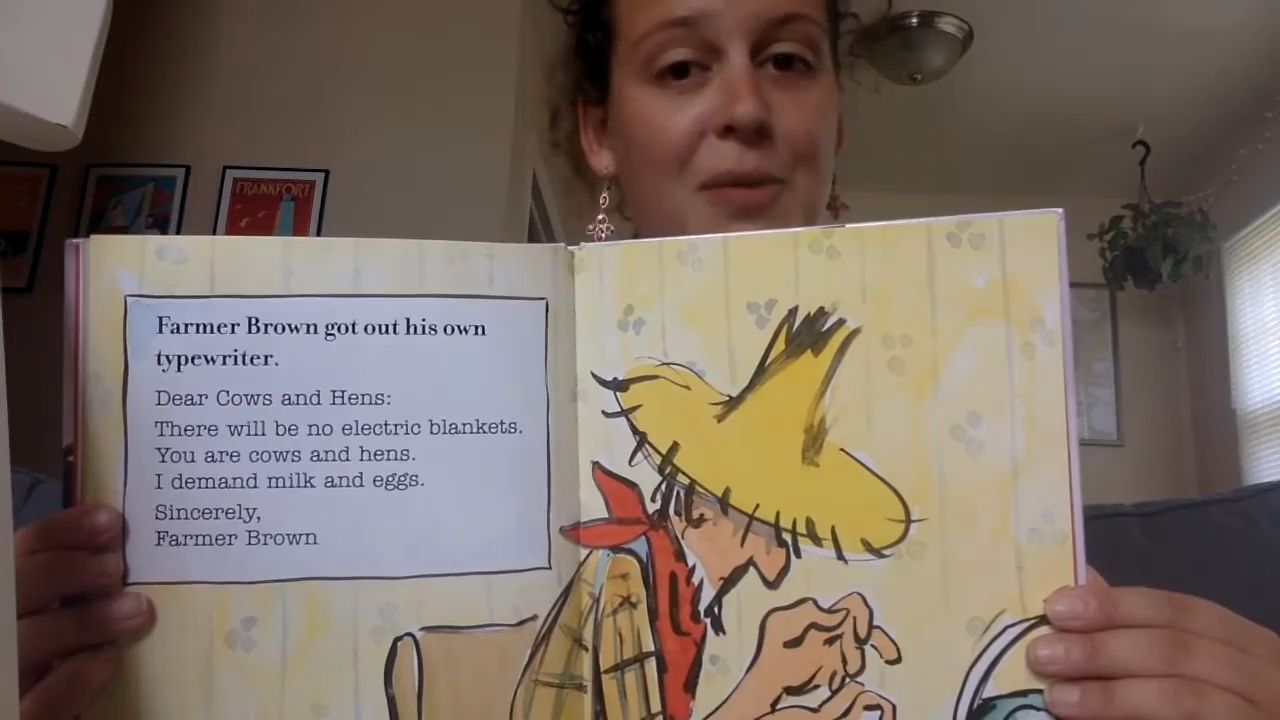 FRANKFORT
Farmer Brown got out his own
typewriter.
Dear Cows and Hens:
There will be no electric blankets.
You are cows and hens.
I demand milk and eggs.
Sincerely,
Farmer Brown